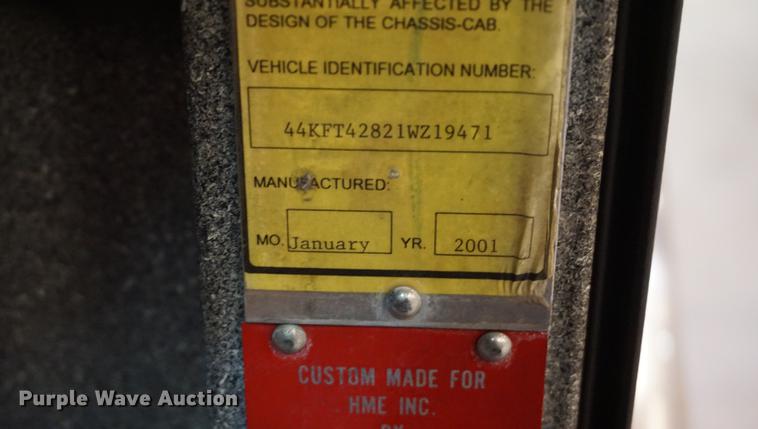 SUBSTANTIALLY AFFECTED BY THE
DESIGN OF THE CHASSIS-CAB.
VEHICLE IDENTIFICATION NUMBER:
44KFT42821WZ19471
MANUFACTURED:
MO. January YR. 2001
CUSTOM MADE FOR
HME INC.
Purple Wave Auction